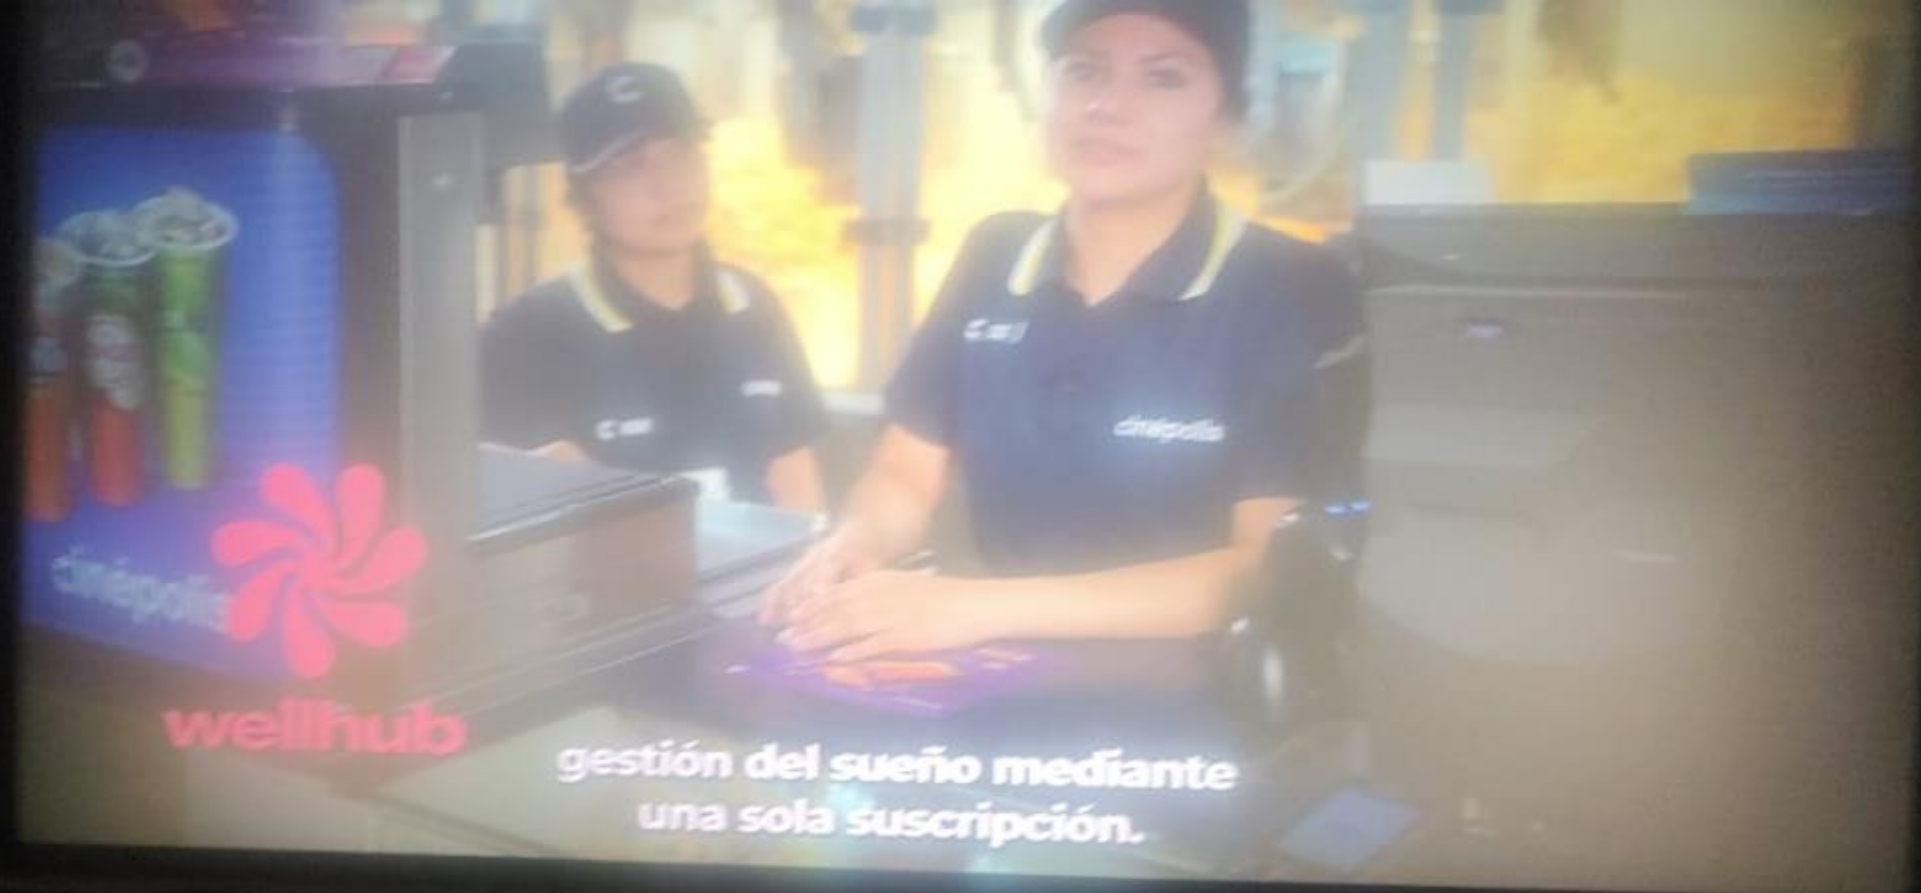 cinépolis
cinépolis
wellhub
gestión del sueño mediante
una sola suscripción.